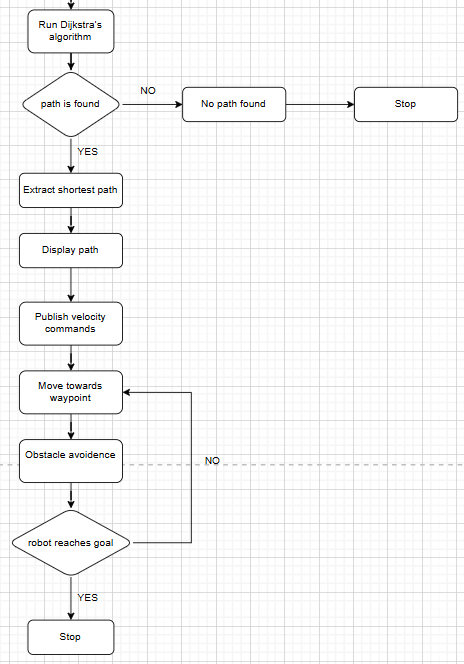 Run Dijkstra's
algorithm
path is found
NO
No path found
Stop
YES
Extract shortest path
Display path
Publish velocity
commands
Move towards
waypoint
Obstacle avoidence
NO
robot reaches goal
YES
Stop